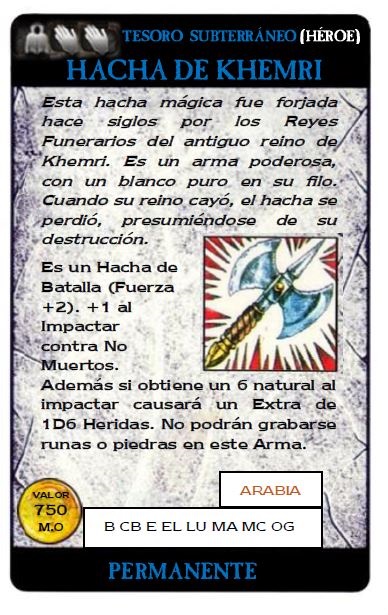 TESORO SUBTERRÁNEO (HÉROE)
HACHA DE KHEMRI
Esta hacha mágica fue forjada
hace siglos por los Reyes
Funerarios del antiguo reino de
Khemri. Es un arma poderosa,
con un blanco puro en su filo.
Cuando su reino cayó, el hacha se
perdió, presumiéndose de su
destrucción.
Es un Hacha de
Batalla (Fuerza
+2). +1 al
Impactar
contra No
Muertos.
Además si obtiene un 6 natural al
impactar causará un Extra de
1D6 Heridas. No podrán grabarse
runas o piedras en este Arma.
ARABIA
VALOR
750
M.O
B CB E EL LU MA MC OG
PERMANENTE